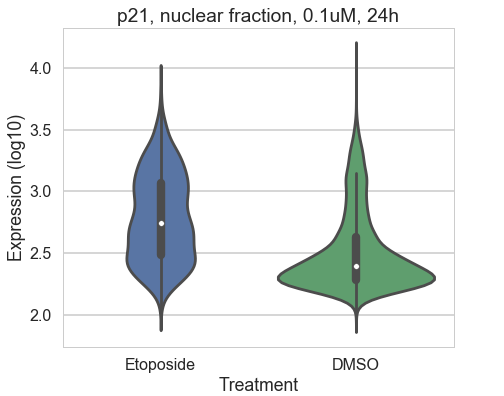 p21, nuclear fraction, 0.1uM, 24h
Expression (log10)
4.0
3.5
3.0
2.5
2.0
Etoposide DMSO
Treatment